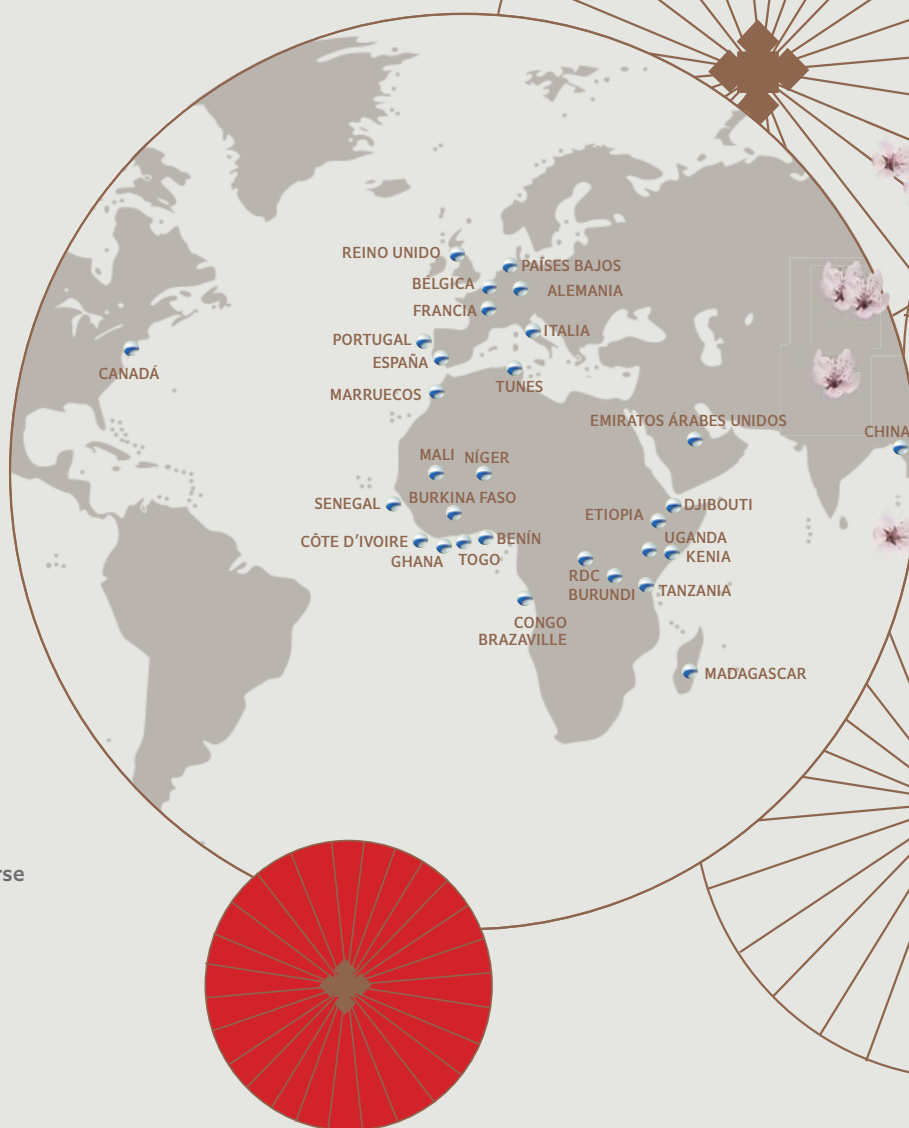 REINO UNIDO
PAÍSES BAJOS
BÉLGICA
ALEMANIA
FRANCIA
ITALIA
PORTUGAL
ESPAÑA
CANADÁ
TUNES
MARRUECOS
EMIRATOS ÁRABES UNIDOS
CHINA
MALI
NÍGER
BURKINA FASO
SENEGAL
DJIBOUTI
ETIOPIA
UGANDA
CÔTE D'IVOIRE
BENÍN
KENIA
GHANA
TOGO
RDC
BURUNDI
TANZANIA
CONGO
BRAZAVILLE
MADAGASCAR
rse